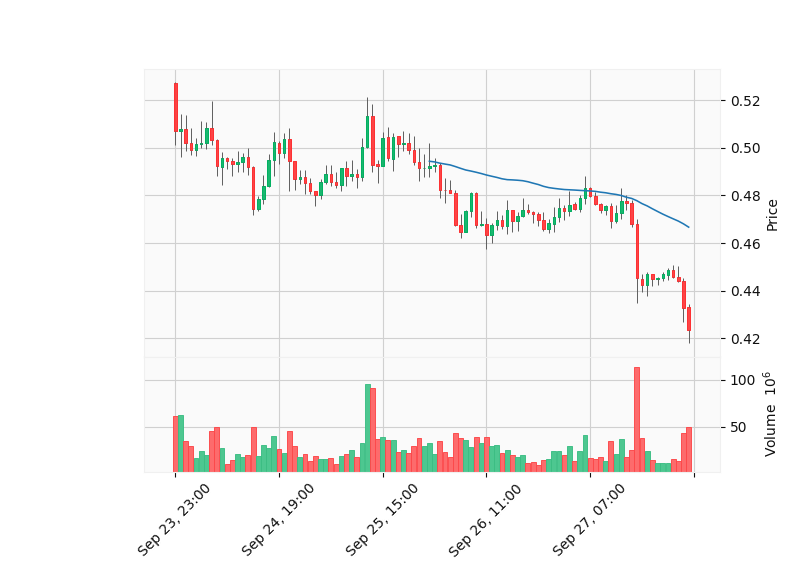 0.52
0.50
0.48
0.46
0.44
0.42
Price
100
50
Volume 10^6
Sep 23, 23:00
Sep 24, 19:00
Sep 25, 15:00
Sep 26, 11:00
Sep 27, 07:00